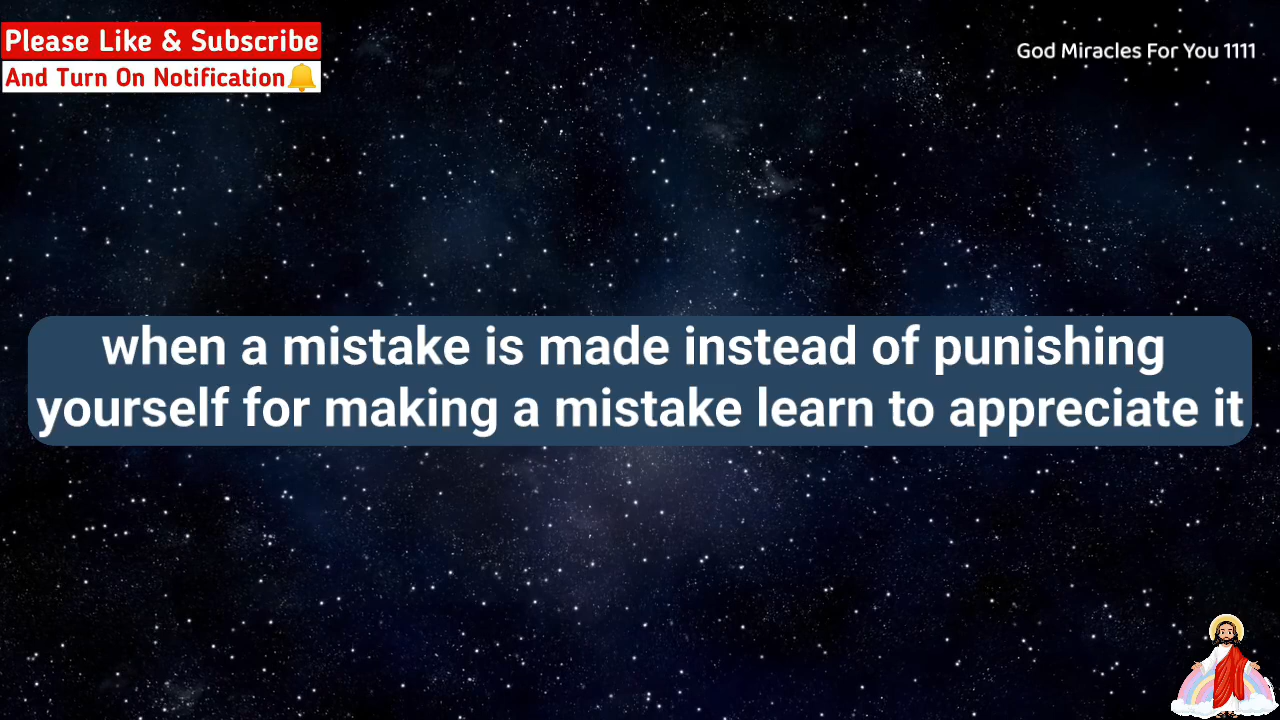 Please Like & Subscribe
And Turn On Notification🔔
God Miracles For You 1111
when a mistake is made instead of punishing
yourself for making a mistake learn to appreciate it